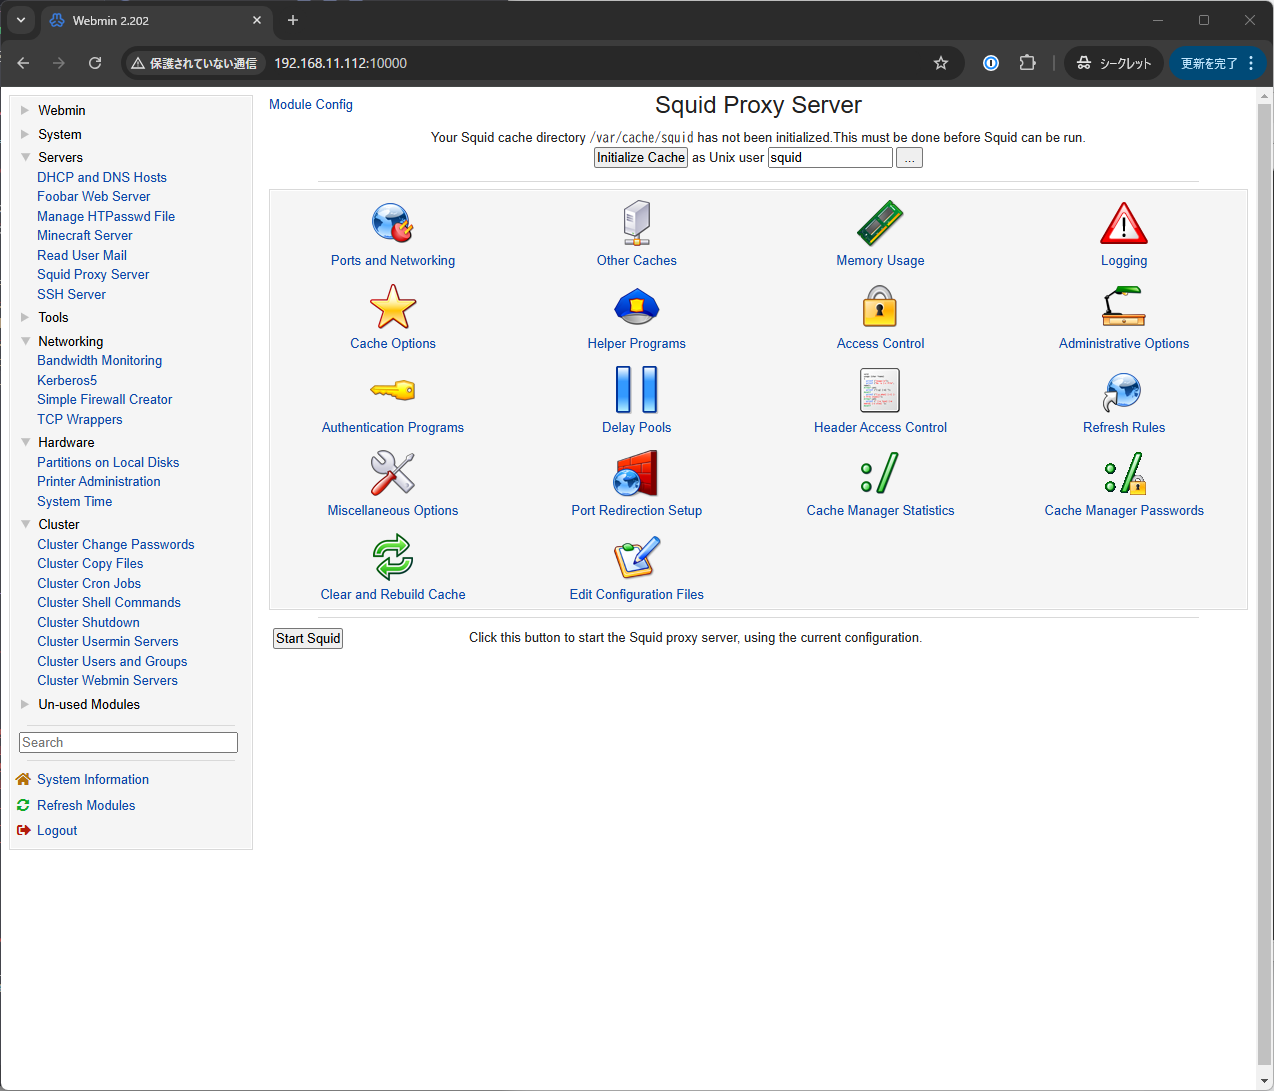 Webmin 2.202
保護されていない通信
192.168.11.112:10000
シークレット
更新を完了
Webmin
System
Servers
DHCP and DNS Hosts
Foobar Web Server
Manage HTPasswd File
Minecraft Server
Read User Mail
Squid Proxy Server
SSH Server
Tools
Networking
Bandwidth Monitoring
Kerberos5
Simple Firewall Creator
TCP Wrappers
Hardware
Partitions on Local Disks
Printer Administration
System Time
Cluster
Cluster Change Passwords
Cluster Copy Files
Cluster Cron Jobs
Cluster Shell Commands
Cluster Shutdown
Cluster Usermin Servers
Cluster Users and Groups
Cluster Webmin Servers
Un-used Modules
Search
System Information
Refresh Modules
Logout
Module Config
Squid Proxy Server
Your Squid cache directory /var/cache/squid has not been initialized.This must be done before Squid can be run.
Initialize Cache as Unix user squid ...
Ports and Networking
Other Caches
Memory Usage
Logging
Cache Options
Helper Programs
Access Control
Administrative Options
Authentication Programs
Delay Pools
Header Access Control
Refresh Rules
Miscellaneous Options
Port Redirection Setup
Cache Manager Statistics
Cache Manager Passwords
Clear and Rebuild Cache
Edit Configuration Files
Start Squid
Click this button to start the Squid proxy server, using the current configuration.